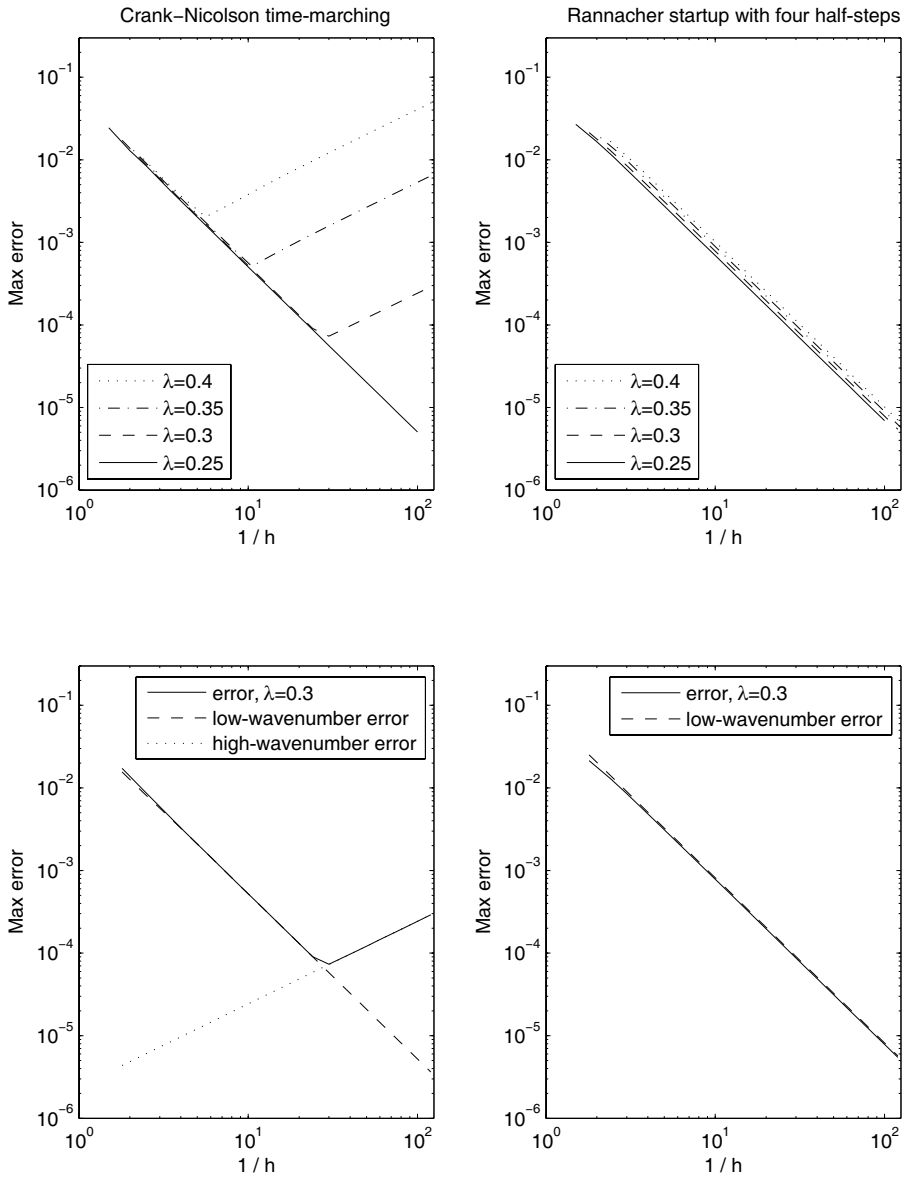 Crank−Nicolson time-marching
10^−1
10^−2
10^−3
10^−4
10^−5
10^−6
Max error
λ=0.4
λ=0.35
λ=0.3
λ=0.25
10^0
10^1
10^2
1 / h
Rannacher startup with four half-steps
10^−1
10^−2
10^−3
10^−4
10^−5
10^−6
Max error
λ=0.4
λ=0.35
λ=0.3
λ=0.25
10^0
10^1
10^2
1 / h
10^−1
10^−2
10^−3
10^−4
10^−5
10^−6
Max error
error, λ=0.3
low-wavenumber error
high-wavenumber error
10^0
10^1
10^2
1 / h
10^−1
10^−2
10^−3
10^−4
10^−5
10^−6
Max error
error, λ=0.3
low-wavenumber error
10^0
10^1
10^2
1 / h